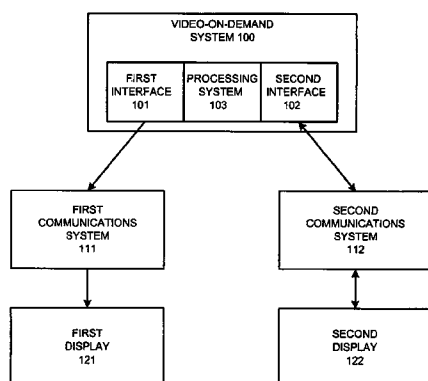 VIDEO-ON-DEMAND
SYSTEM 100
FIRST
INTERFACE
101
PROCESSING
SYSTEM
103
SECOND
INTERFACE
102
FIRST
COMMUNICATIONS
SYSTEM
111
SECOND
COMMUNICATIONS
SYSTEM
112
FIRST
DISPLAY
121
SECOND
DISPLAY
122